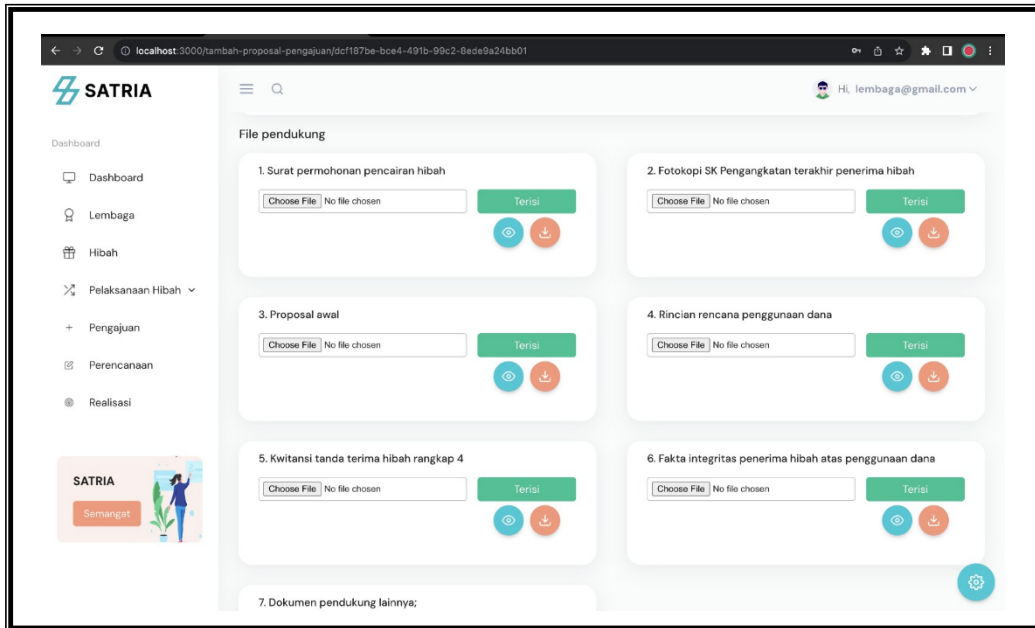 localhost:3000/tambah-proposal-pengajuan/dcf187be-bce4-491b-99c2-8ede9a24bb01
SATRIA
Hi, lembaga@gmail.com
Dashboard
Dashboard
Lembaga
Hibah
Pelaksanaan Hibah
Pengajuan
Perencanaan
Realisasi
SATRIA
Semangat
File pendukung
1. Surat permohonan pencairan hibah
Choose File No file chosen
Terisi
2. Fotokopi SK Pengangkatan terakhir penerima hibah
Choose File No file chosen
Terisi
3. Proposal awal
Choose File No file chosen
Terisi
4. Rincian rencana penggunaan dana
Choose File No file chosen
Terisi
5. Kwitansi tanda terima hibah rangkap 4
Choose File No file chosen
Terisi
6. Fakta integritas penerima hibah atas penggunaan dana
Choose File No file chosen
Terisi
7. Dokumen pendukung lainnya;